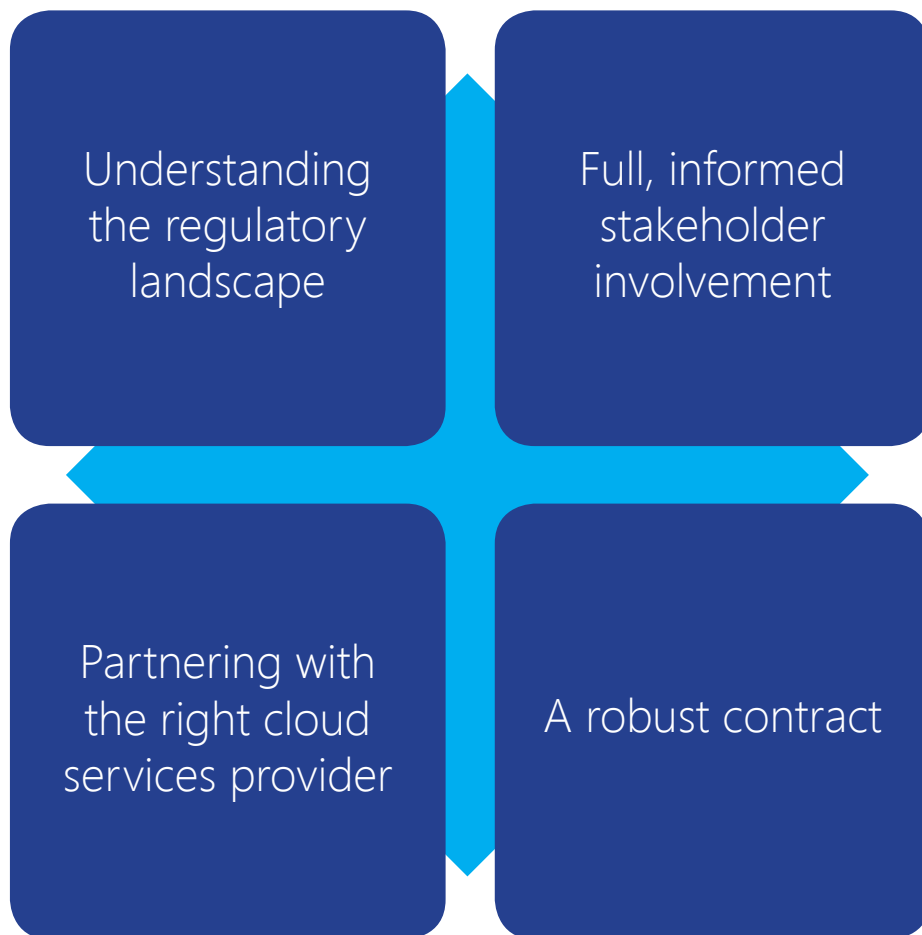 Understanding
the regulatory
landscape
Full, informed
stakeholder
involvement
Partnering with
the right cloud
services provider
A robust contract